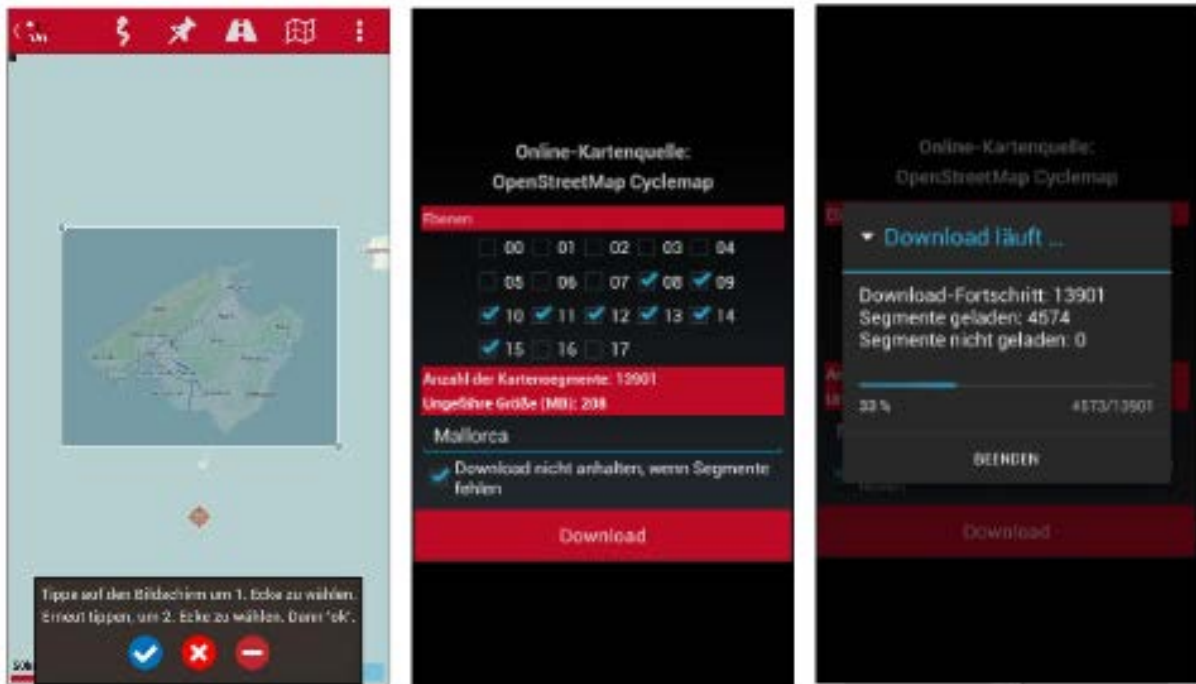 Tippe auf den Bildschirm um 1. Ecke zu wählen.
Erneut tippen, um 2. Ecke zu wählen. Dann "ok".
Online-Kartenquelle:
OpenStreetMap Cyclemap
Ebenen
00 01 02 03 04
05 06 07 08 09
10 11 12 13 14
15 16 17
Anzahl der Kartensegmente: 13901
Ungefähre Größe (MB): 208
Mallorca
Download nicht anhalten, wenn Segmente
fehlen
Download
Online-Kartenquelle:
OpenStreetMap Cyclemap
Download läuft ...
Download-Fortschritt: 13901
Segmente geladen: 4574
Segmente nicht geladen: 0
33 % 4573/13901
BEENDEN
Download